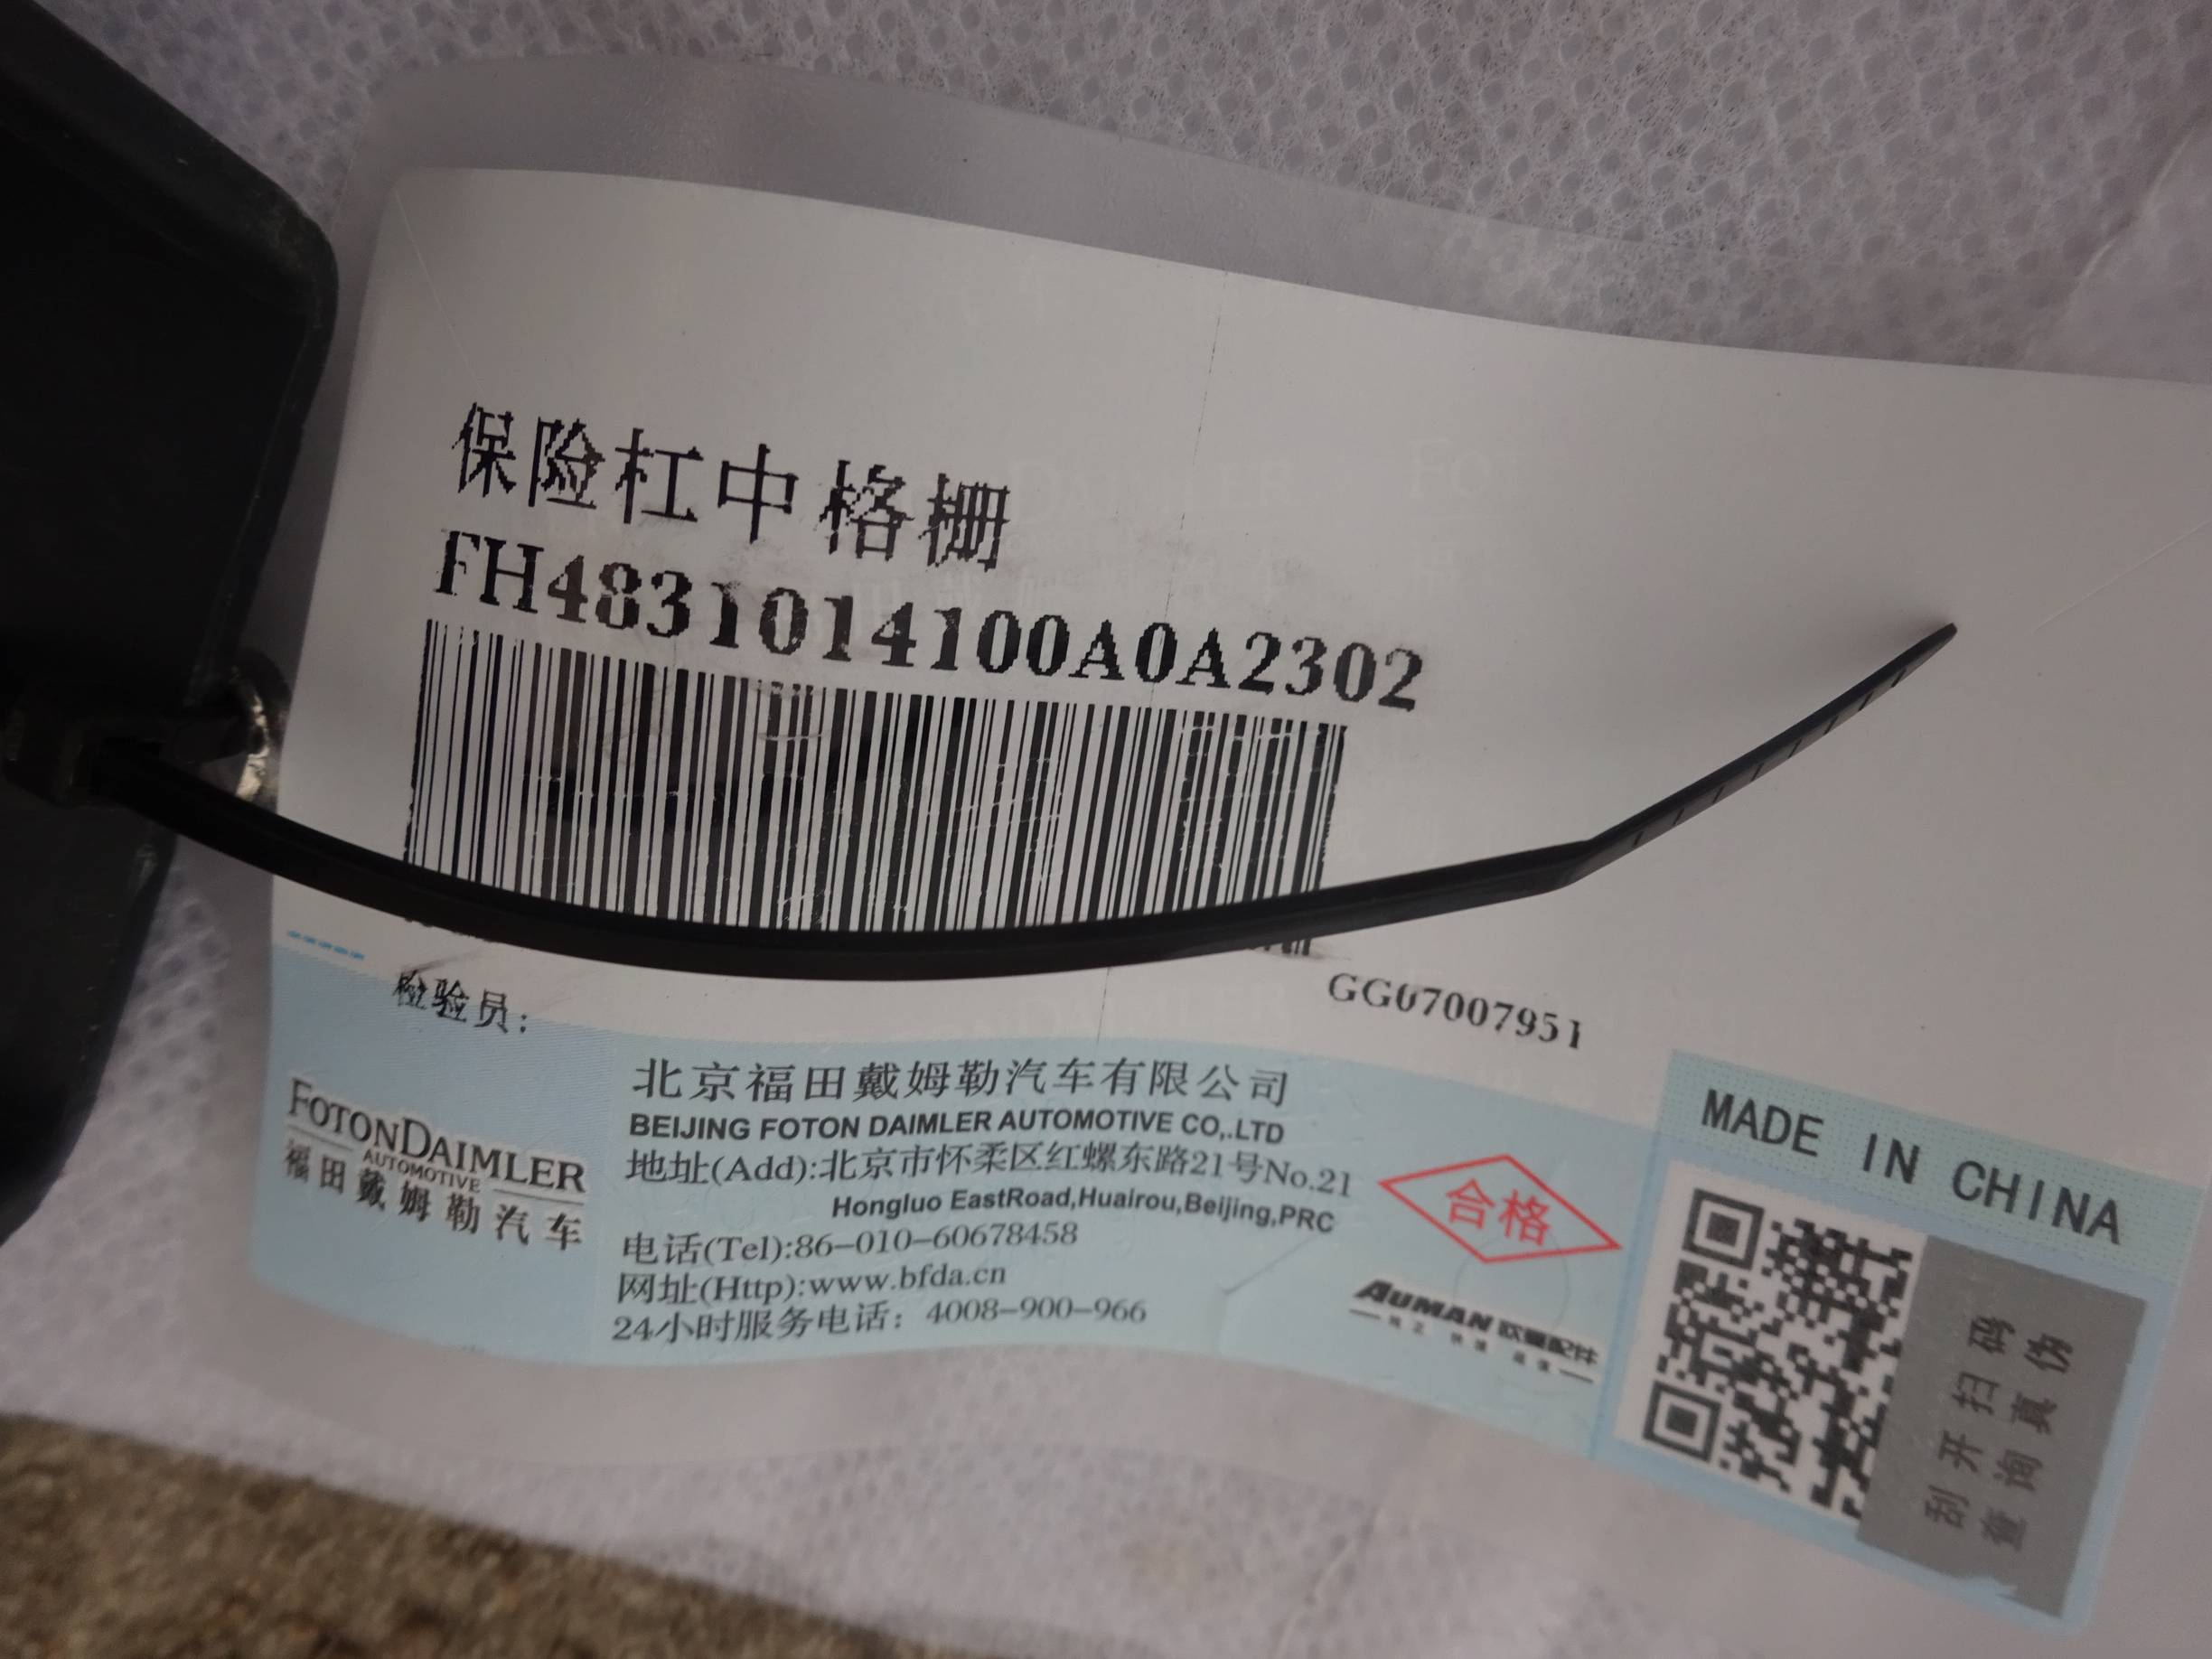 保险杠中格栅
FH4831014100A0A2302
检验员:
GG07007951
FOTONDAIMLER
AUTOMOTIVE
福田戴姆勒汽车
北京福田戴姆勒汽车有限公司
BEIJING FOTON DAIMLER AUTOMOTIVE CO,.LTD
地址(Add):北京市怀柔区红螺东路21号No.21
Hongluo EastRoad,Huairou,Beijing,PRC
电话(Tel):86-010-60678458
网址(Http):www.bfda.cn
24小时服务电话：4008-900-966
合格
AUMAN 欧曼配件
MADE IN CHINA
刮开扫码
查询真伪